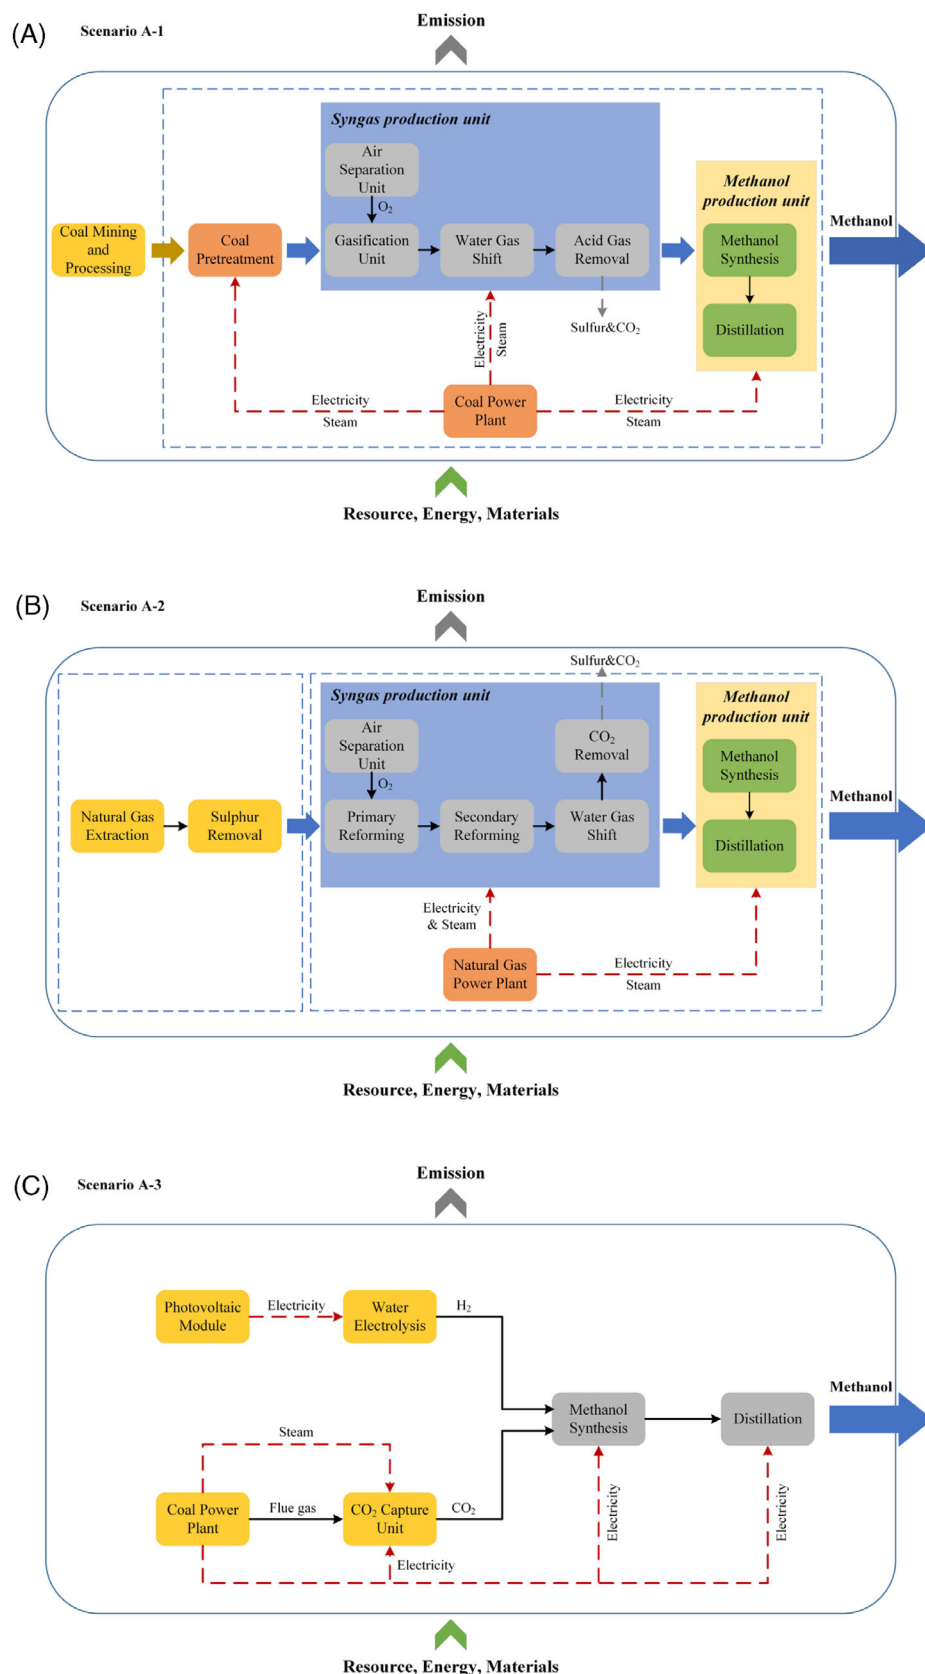 (A)
Scenario A-1
Emission
Syngas production unit
Air
Separation
Unit
O₂
Methanol
production unit
Methanol
Coal Mining
and
Processing
Coal
Pretreatment
Gasification
Unit
Water Gas
Shift
Acid Gas
Removal
Methanol
Synthesis
Sulfur&CO₂
Distillation
Electricity
Steam
Electricity
Steam
Coal Power
Plant
Electricity
Steam
Resource, Energy, Materials
(B)
Scenario A-2
Emission
Sulfur&CO₂
Syngas production unit
Methanol
production unit
Air
Separation
Unit
O₂
CO₂
Removal
Methanol
Synthesis
Methanol
Natural Gas
Extraction
Sulphur
Removal
Primary
Reforming
Secondary
Reforming
Water Gas
Shift
Distillation
Electricity
& Steam
Natural Gas
Power Plant
Electricity
Steam
Resource, Energy, Materials
(C)
Scenario A-3
Emission
Photovoltaic
Module
Electricity
Water
Electrolysis
H₂
Methanol
Methanol
Synthesis
Distillation
Steam
Coal Power
Plant
Flue gas
CO₂ Capture
Unit
CO₂
Electricity
Electricity
Electricity
Resource, Energy, Materials